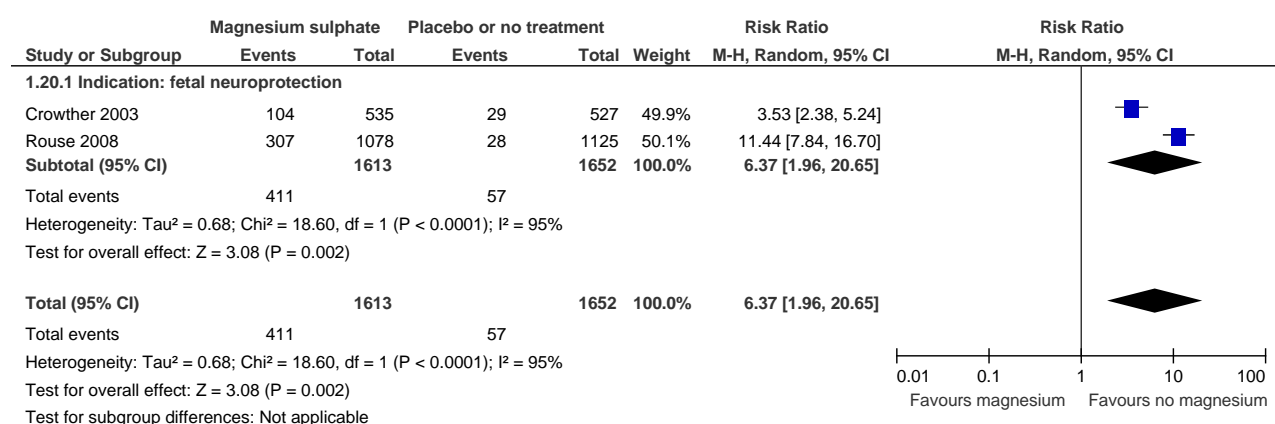 Magnesium sulphate Placebo or no treatment Risk Ratio Risk Ratio
Study or Subgroup Events Total Events Total Weight M-H, Random, 95% CI M-H, Random, 95% CI
1.20.1 Indication: fetal neuroprotection
Crowther 2003 104 535 29 527 49.9% 3.53 [2.38, 5.24]
Rouse 2008 307 1078 28 1125 50.1% 11.44 [7.84, 16.70]
Subtotal (95% CI) 1613 1652 100.0% 6.37 [1.96, 20.65]
Total events 411 57
Heterogeneity: Tau² = 0.68; Chi² = 18.60, df = 1 (P < 0.0001); I² = 95%
Test for overall effect: Z = 3.08 (P = 0.002)
Total (95% CI) 1613 1652 100.0% 6.37 [1.96, 20.65]
Total events 411 57
Heterogeneity: Tau² = 0.68; Chi² = 18.60, df = 1 (P < 0.0001); I² = 95%
Test for overall effect: Z = 3.08 (P = 0.002)
Test for subgroup differences: Not applicable
0.01 0.1 1 10 100
Favours magnesium Favours no magnesium